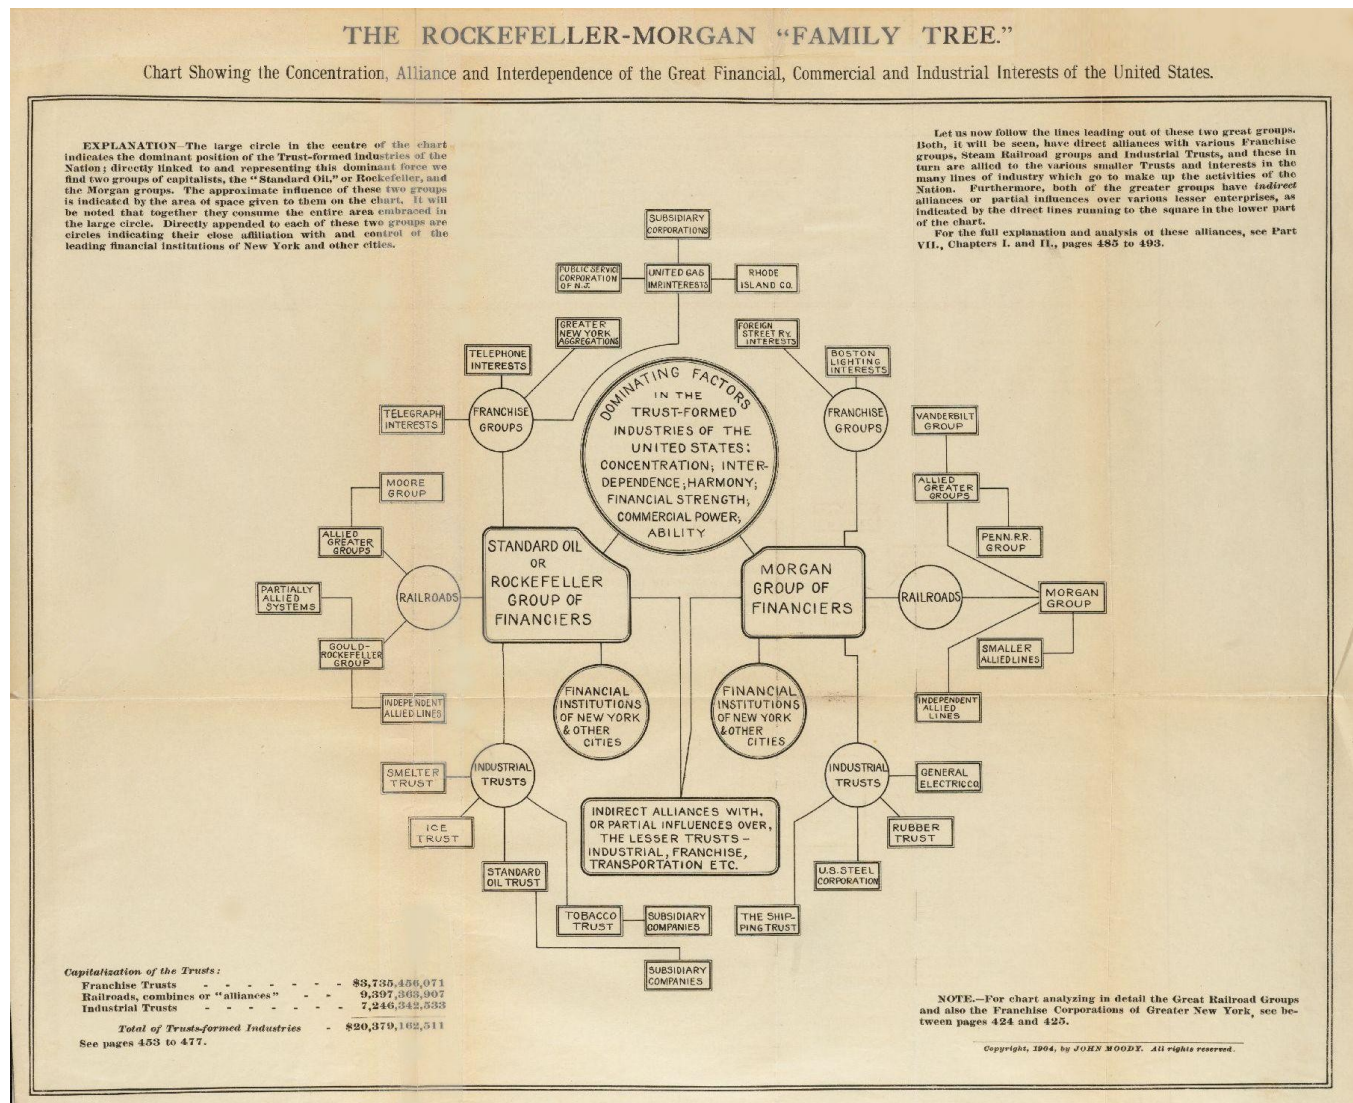 THE ROCKEFELLER-MORGAN “FAMILY TREE.”
Chart Showing the Concentration, Alliance and Interdependence of the Great Financial, Commercial and Industrial Interests of the United States.
EXPLANATION—The large circle in the centre of the chart
indicates the dominant position of the Trust-formed industries of the
Nation; directly linked to and representing this dominant force we
find two groups of capitalists, the “Standard Oil,” or Rockefeller, and
the Morgan groups. The approximate influence of these two groups
is indicated by the area of space given to them on the chart. It will
be noted that together they consume the entire area embraced in
the large circle. Directly appended to each of these two groups are
circles indicating their close affiliation with and control of the
leading financial institutions of New York and other cities.
Let us now follow the lines leading out of these two great groups.
Both, it will be seen, have direct alliances with various Franchise
groups, Steam Railroad groups and Industrial Trusts, and these in
turn are allied to the various smaller Trusts and interests in the
many lines of industry which go to make up the activities of the
Nation. Furthermore, both of the greater groups have indirect
alliances or partial influences over various lesser enterprises, as
indicated by the direct lines running to the square in the lower part
of the chart.
For the full explanation and analysis of these alliances, see Part
VII., Chapters I. and II., pages 485 to 493.
SUBSIDIARY
CORPORATIONS
PUBLIC SERVICE
CORPORATION
OF N.J.
UNITED GAS
IMP. INTERESTS
RHODE
ISLAND CO.
GREATER
NEW YORK
AGGREGATIONS
FOREIGN
STREET RY.
INTERESTS
TELEPHONE
INTERESTS
BOSTON
LIGHTING
INTERESTS
TELEGRAPH
INTERESTS
FRANCHISE
GROUPS
DOMINATING FACTORS
IN THE
TRUST-FORMED
INDUSTRIES OF THE
UNITED STATES:
CONCENTRATION; INTER-
DEPENDENCE; HARMONY;
FINANCIAL STRENGTH;
COMMERCIAL POWER;
ABILITY
FRANCHISE
GROUPS
VANDERBILT
GROUP
MOORE
GROUP
ALLIED
GREATER
GROUPS
ALLIED
GREATER
GROUPS
PENN. R.R.
GROUP
STANDARD OIL
OR
ROCKEFELLER
GROUP OF
FINANCIERS
MORGAN
GROUP OF
FINANCIERS
PARTIALLY
ALLIED
SYSTEMS
RAILROADS
RAILROADS
MORGAN
GROUP
GOULD-
ROCKEFELLER
GROUP
SMALLER
ALLIED LINES
INDEPENDENT
ALLIED LINES
FINANCIAL
INSTITUTIONS
OF NEW YORK
& OTHER
CITIES
FINANCIAL
INSTITUTIONS
OF NEW YORK
& OTHER
CITIES
INDEPENDENT
ALLIED
LINES
SMELTER
TRUST
INDUSTRIAL
TRUSTS
INDUSTRIAL
TRUSTS
GENERAL
ELECTRIC CO.
ICE
TRUST
INDIRECT ALLIANCES WITH,
OR PARTIAL INFLUENCES OVER,
THE LESSER TRUSTS—
INDUSTRIAL, FRANCHISE,
TRANSPORTATION ETC.
RUBBER
TRUST
STANDARD
OIL TRUST
U.S. STEEL
CORPORATION
TOBACCO
TRUST
SUBSIDIARY
COMPANIES
THE SHIP-
PING TRUST
SUBSIDIARY
COMPANIES
Capitalization of the Trusts:
Franchise Trusts - - - - - - - $3,735,456,071
Railroads, combines or “alliances” - - 9,397,363,907
Industrial Trusts - - - - - - 7,246,342,533
Total of Trusts-formed Industries - $20,379,162,511
See pages 453 to 477.
NOTE.—For chart analyzing in detail the Great Railroad Groups
and also the Franchise Corporations of Greater New York, see be-
tween pages 424 and 425.
Copyright, 1904, by JOHN MOODY. All rights reserved.